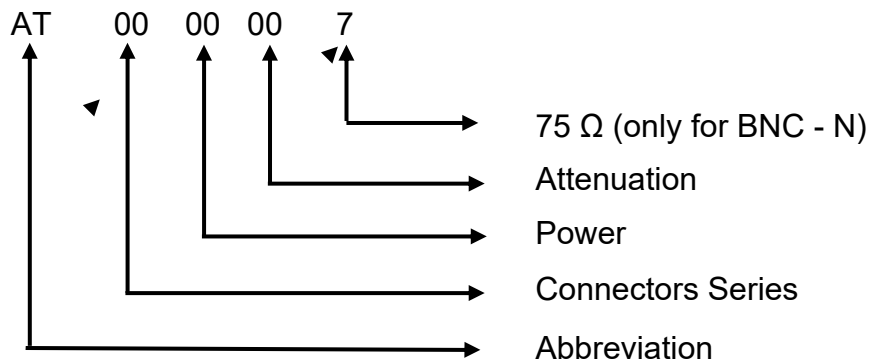 AT 00 00 00 7
75 Ω (only for BNC - N)
Attenuation
Power
Connectors Series
Abbreviation